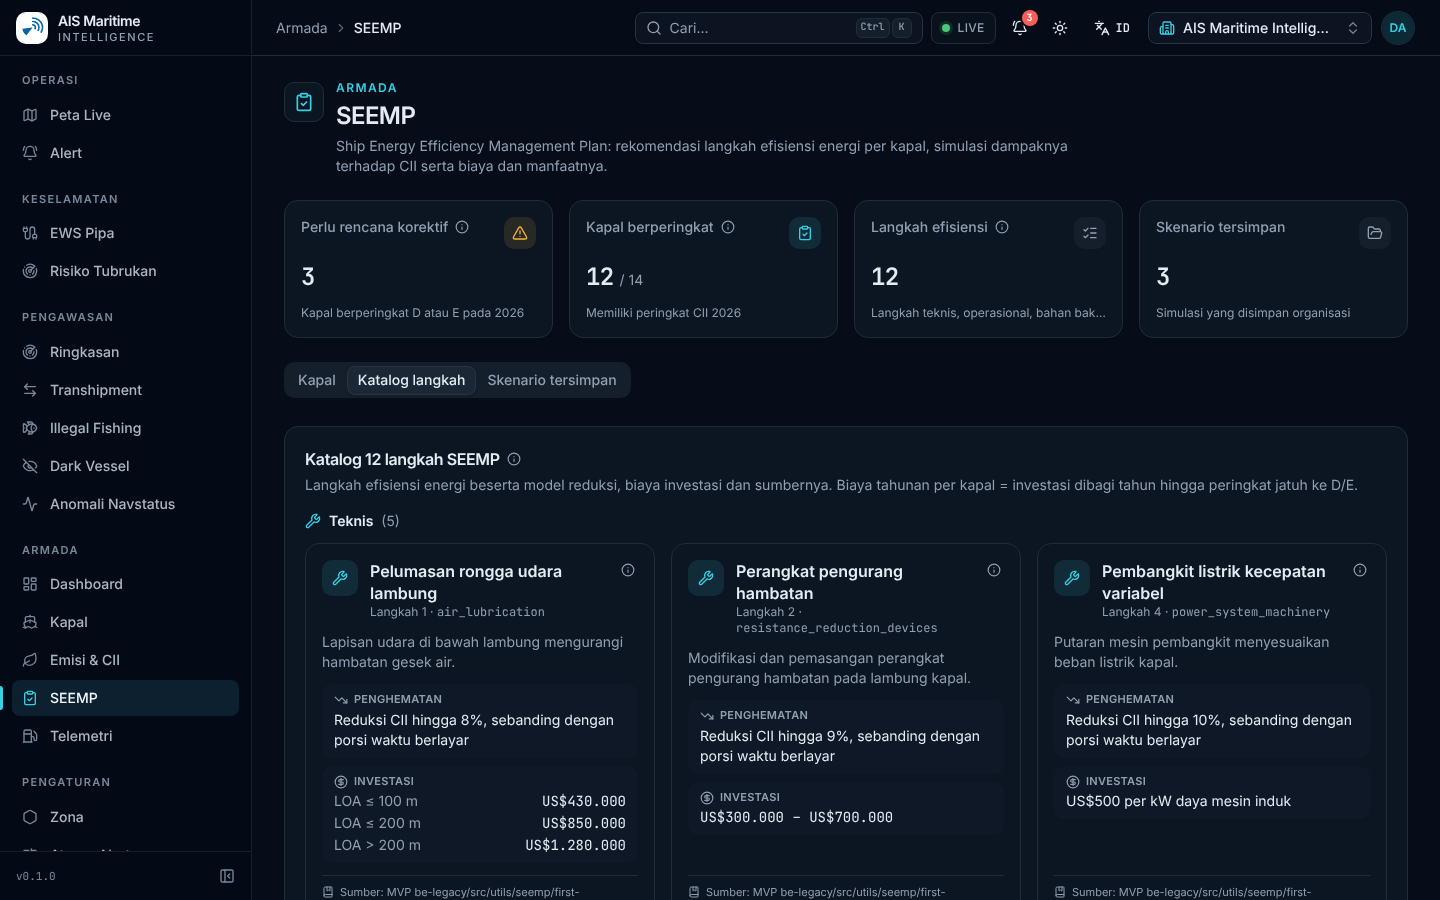 AIS Maritime
INTELLIGENCE
Armada > SEEMP
Cari...
Ctrl K
LIVE
3
ID
AIS Maritime Intellig...
DA
OPERASI
Peta Live
Alert
KESELAMATAN
EWS Pipa
Risiko Tubrukan
PENGAWASAN
Ringkasan
Transhipment
Illegal Fishing
Dark Vessel
Anomali Navstatus
ARMADA
Dashboard
Kapal
Emisi & CII
SEEMP
Telemetri
PENGATURAN
Zona
v0.1.0
ARMADA
SEEMP
Ship Energy Efficiency Management Plan: rekomendasi langkah efisiensi energi per kapal, simulasi dampaknya
terhadap CII serta biaya dan manfaatnya.
Perlu rencana korektif
3
Kapal berperingkat D atau E pada 2026
Kapal berperingkat
12 / 14
Memiliki peringkat CII 2026
Langkah efisiensi
12
Langkah teknis, operasional, bahan bak...
Skenario tersimpan
3
Simulasi yang disimpan organisasi
Kapal
Katalog langkah
Skenario tersimpan
Katalog 12 langkah SEEMP
Langkah efisiensi energi beserta model reduksi, biaya investasi dan sumbernya. Biaya tahunan per kapal = investasi dibagi tahun hingga peringkat jatuh ke D/E.
Teknis (5)
Pelumasan rongga udara
lambung
Langkah 1 · air_lubrication
Lapisan udara di bawah lambung mengurangi
hambatan gesek air.
PENGHEMATAN
Reduksi CII hingga 8%, sebanding dengan
porsi waktu berlayar
INVESTASI
LOA ≤ 100 m US$430.000
LOA ≤ 200 m US$850.000
LOA > 200 m US$1.280.000
Sumber: MVP be-legacy/src/utils/seemp/first-
Perangkat pengurang
hambatan
Langkah 2 ·
resistance_reduction_devices
Modifikasi dan pemasangan perangkat
pengurang hambatan pada lambung kapal.
PENGHEMATAN
Reduksi CII hingga 9%, sebanding dengan
porsi waktu berlayar
INVESTASI
US$300.000 – US$700.000
Sumber: MVP be-legacy/src/utils/seemp/first-
Pembangkit listrik kecepatan
variabel
Langkah 4 · power_system_machinery
Putaran mesin pembangkit menyesuaikan
beban listrik kapal.
PENGHEMATAN
Reduksi CII hingga 10%, sebanding dengan
porsi waktu berlayar
INVESTASI
US$500 per kW daya mesin induk
Sumber: MVP be-legacy/src/utils/seemp/first-